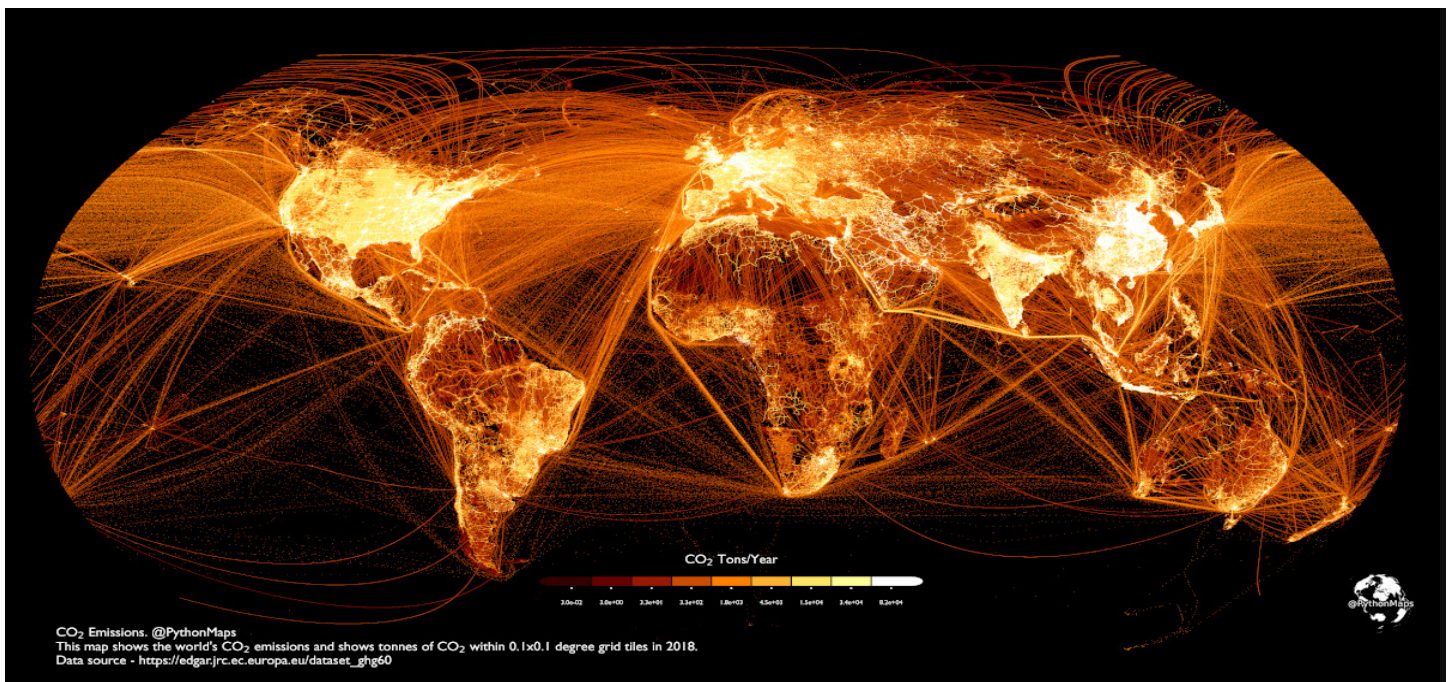 CO₂ Tons/Year
3.0e-02 3.8e+00 3.3e+01 3.3e+02 1.8e+03 4.5e+03 1.5e+04 3.4e+04 8.2e+04
@PythonMaps
CO₂ Emissions. @PythonMaps
This map shows the world's CO₂ emissions and shows tonnes of CO₂ within 0.1x0.1 degree grid tiles in 2018.
Data source - https://edgar.jrc.ec.europa.eu/dataset_ghg60